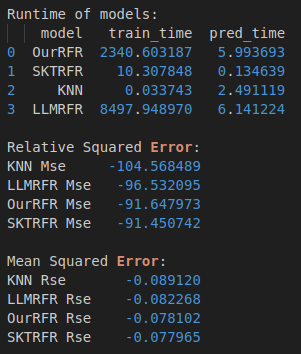 Runtime of models:
model train_time pred_time
0 OurRFR 2340.603187 5.993693
1 SKTRFR 10.307848 0.134639
2 KNN 0.033743 2.491119
3 LLMRFR 8497.948970 6.141224
Relative Squared Error:
KNN Mse -104.568489
LLMRFR Mse -96.532095
OurRFR Mse -91.647973
SKTRFR Mse -91.450742
Mean Squared Error:
KNN Rse -0.089120
LLMRFR Rse -0.082268
OurRFR Rse -0.078102
SKTRFR Rse -0.077965